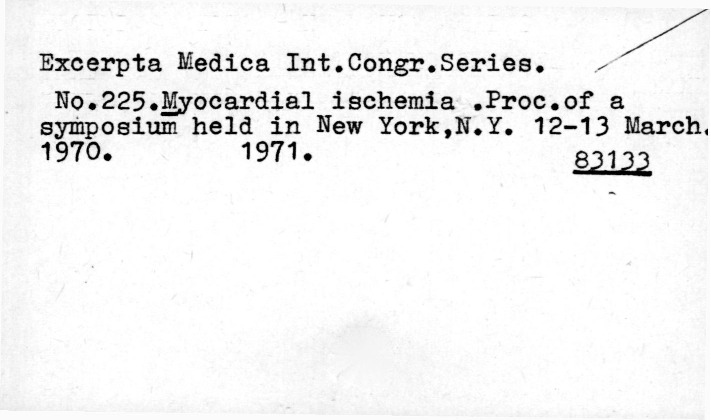 Excerpta Medica Int.Congr.Series.
No.225.Myocardial ischemia .Proc.of a
symposium held in New York,N.Y. 12-13 March.
1970. 1971. 83133